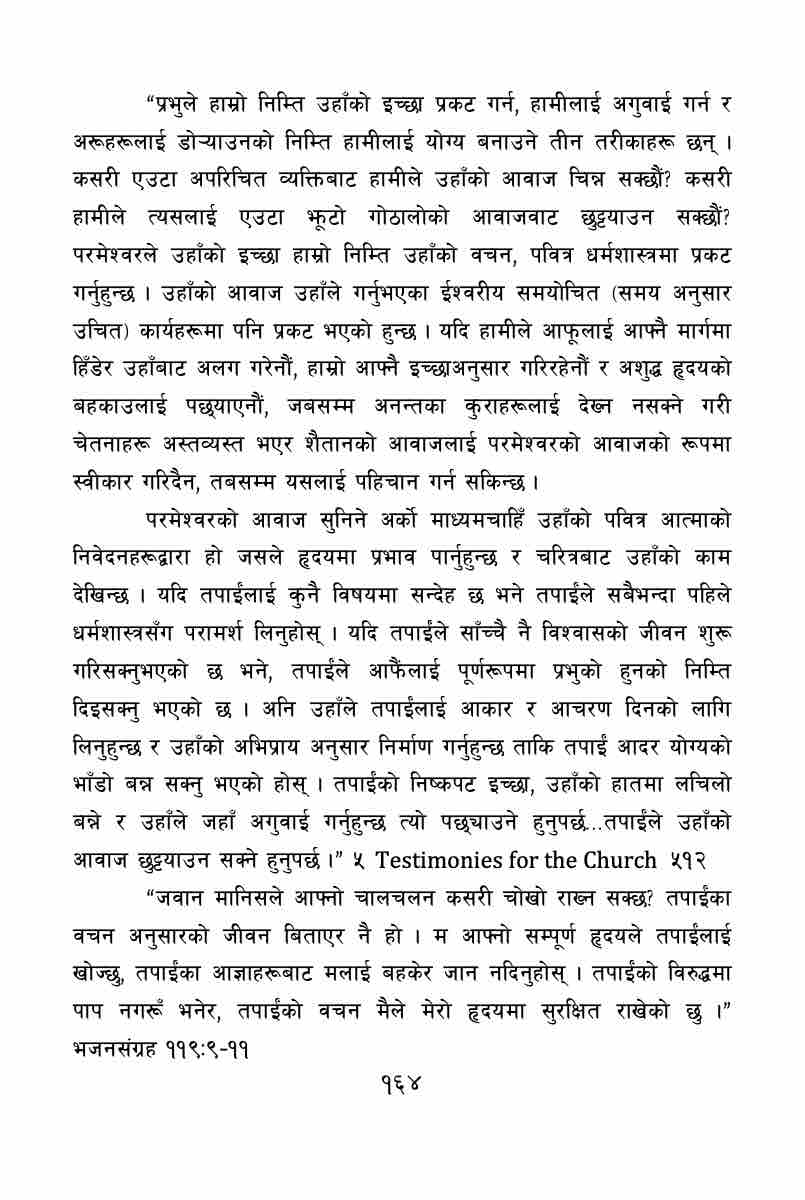 “प्रभुले हाम्रो निम्ति उहाँको इच्छा प्रकट गर्न, हामीलाई अगुवाई गर्न र
अरूहरूलाई डोऱ्याउनको निम्ति हामीलाई योग्य बनाउने तीन तरीकाहरू छन् ।
कसरी एउटा अपरिचित व्यक्तिबाट हामीले उहाँको आवाज चिन्न सक्छौं? कसरी
हामीले त्यसलाई एउटा झूटो गोठालोको आवाजवाट छुट्टयाउन सक्छौं?
परमेश्वरले उहाँको इच्छा हाम्रो निम्ति उहाँको वचन, पवित्र धर्मशास्त्रमा प्रकट
गर्नुहुन्छ । उहाँको आवाज उहाँले गर्नुभएका ईश्वरीय समयोचित (समय अनुसार
उचित) कार्यहरूमा पनि प्रकट भएको हुन्छ । यदि हामीले आफूलाई आफ्नै मार्गमा
हिँडेर उहाँबाट अलग गरेनौं, हाम्रो आफ्नै इच्छाअनुसार गरिरहेनौं र अशुद्ध हृदयको
बहकाउलाई पछ्याएनौं, जबसम्म अनन्तका कुराहरूलाई देख्न नसक्ने गरी
चेतनाहरू अस्तव्यस्त भएर शैतानको आवाजलाई परमेश्वरको आवाजको रूपमा
स्वीकार गरिदैन, तबसम्म यसलाई पहिचान गर्न सकिन्छ ।
परमेश्वरको आवाज सुनिने अर्को माध्यमचाहिँ उहाँको पवित्र आत्माको
निवेदनहरूद्वारा हो जसले हृदयमा प्रभाव पार्नुहुन्छ र चरित्रबाट उहाँको काम
देखिन्छ । यदि तपाईंलाई कुनै विषयमा सन्देह छ भने तपाईंले सबैभन्दा पहिले
धर्मशास्त्रसँग परामर्श लिनुहोस् । यदि तपाईंले साँच्चै नै विश्वासको जीवन शुरू
गरिसक्नुभएको छ भने, तपाईंले आफैंलाई पूर्णरूपमा प्रभुको हुनको निम्ति
दिइसक्नु भएको छ । अनि उहाँले तपाईंलाई आकार र आचरण दिनको लागि
लिनुहुन्छ र उहाँको अभिप्राय अनुसार निर्माण गर्नुहुन्छ ताकि तपाईं आदर योग्यको
भाँडो बन्न सक्नु भएको होस् । तपाईंको निष्कपट इच्छा, उहाँको हातमा लचिलो
बन्ने र उहाँले जहाँ अगुवाई गर्नुहुन्छ त्यो पछ्याउने हुनुपर्छ...तपाईंले उहाँको
आवाज छुट्टयाउन सक्ने हुनुपर्छ ।” ५ Testimonies for the Church ५१२
“जवान मानिसले आफ्नो चालचलन कसरी चोखो राख्न सक्छ? तपाईंका
वचन अनुसारको जीवन बिताएर नै हो । म आफ्नो सम्पूर्ण हृदयले तपाईंलाई
खोज्छु, तपाईंका आज्ञाहरूबाट मलाई बहकेर जान नदिनुहोस् । तपाईंको विरुद्धमा
पाप नगरूँ भनेर, तपाईंको वचन मैले मेरो हृदयमा सुरक्षित राखेको छु ।”
भजनसंग्रह ११९:९-११
१६४